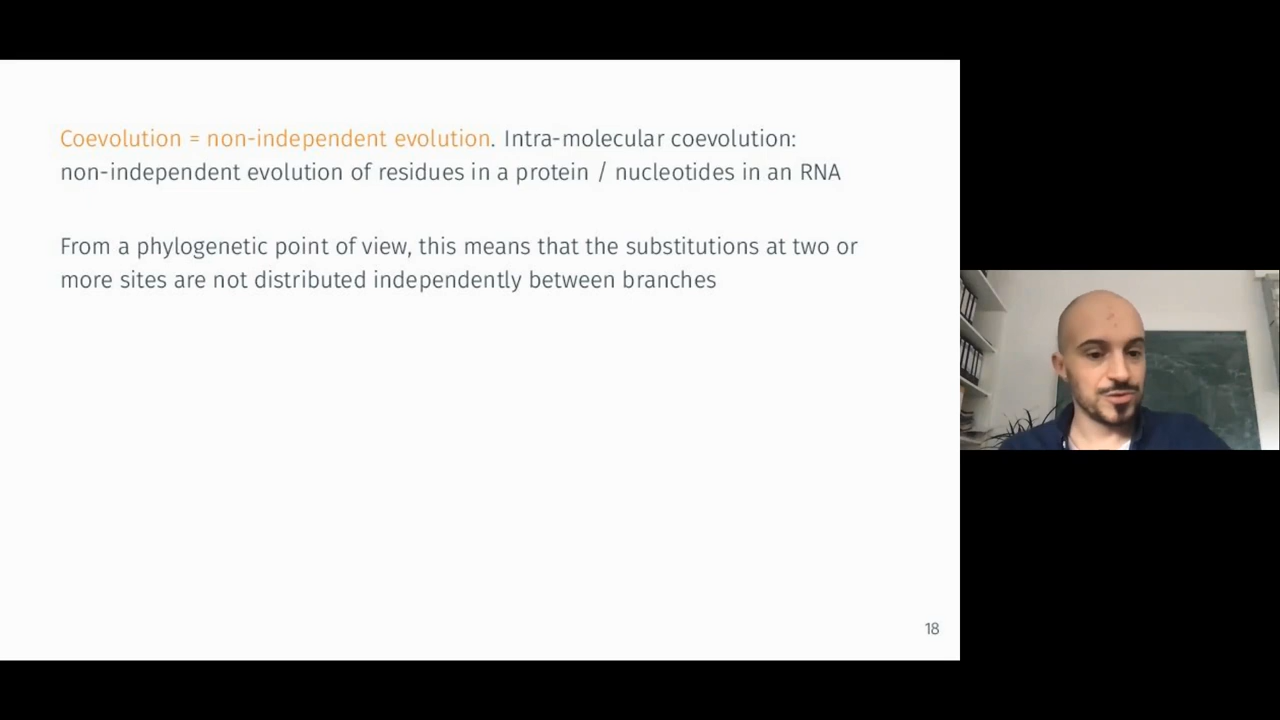 Coevolution = non-independent evolution. Intra-molecular coevolution:
non-independent evolution of residues in a protein / nucleotides in an RNA
From a phylogenetic point of view, this means that the substitutions at two or
more sites are not distributed independently between branches
18